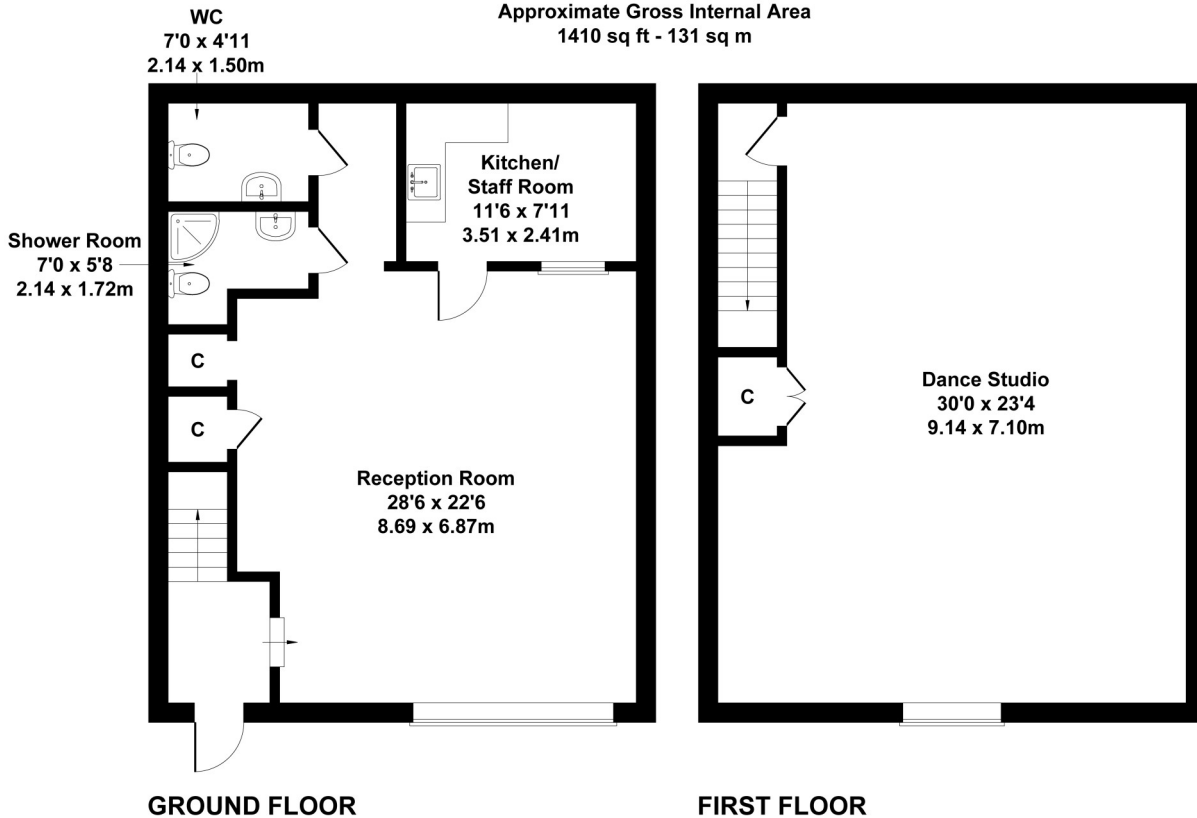 Approximate Gross Internal Area
1410 sq ft - 131 sq m
WC
7'0 x 4'11
2.14 x 1.50m
Kitchen/
Staff Room
11'6 x 7'11
3.51 x 2.41m
Shower Room
7'0 x 5'8
2.14 x 1.72m
C
C
Reception Room
28'6 x 22'6
8.69 x 6.87m
GROUND FLOOR
C
Dance Studio
30'0 x 23'4
9.14 x 7.10m
FIRST FLOOR